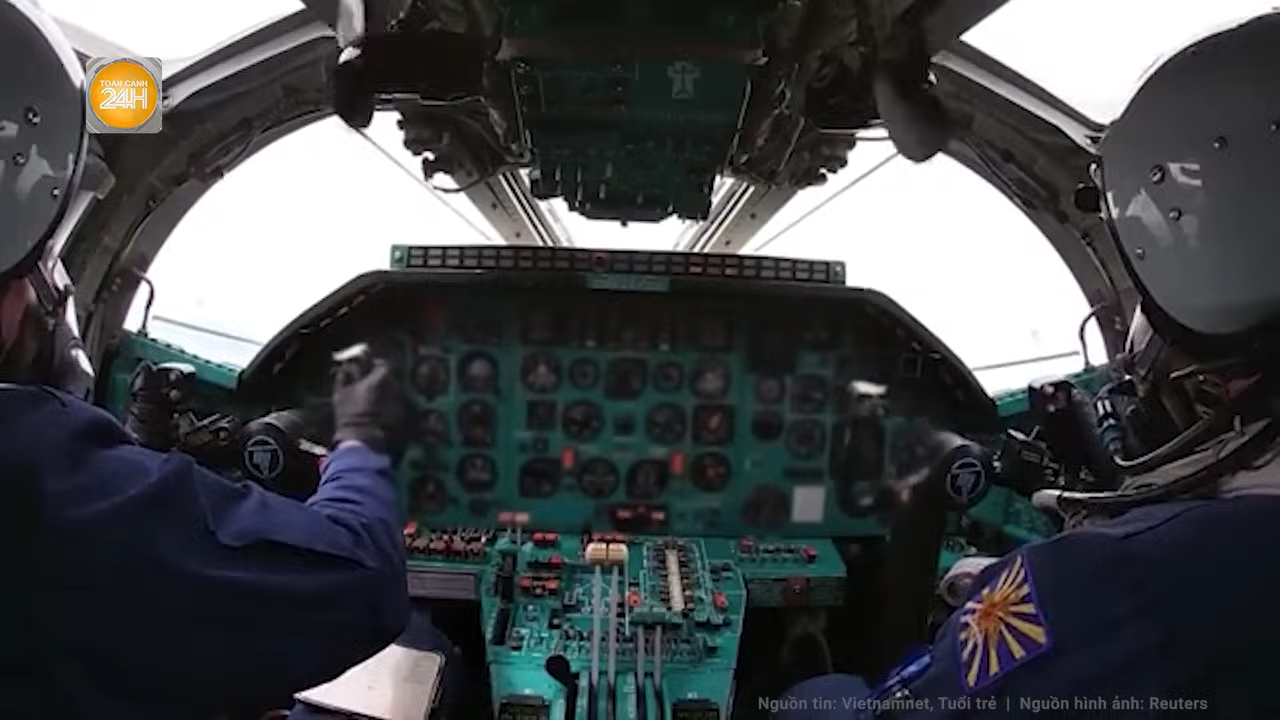 TOAN CANH
24H
Nguồn tin: Vietnamnet, Tuổi trẻ | Nguồn hình ảnh: Reuters